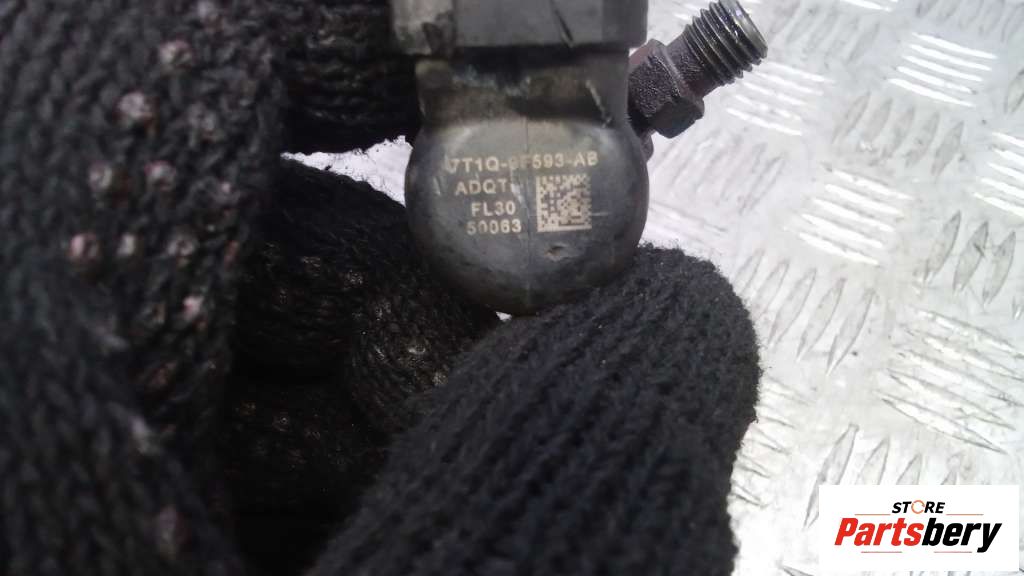 7T1Q-9F593-AB
ADQT
FL30
50063
STORE
Partsbery